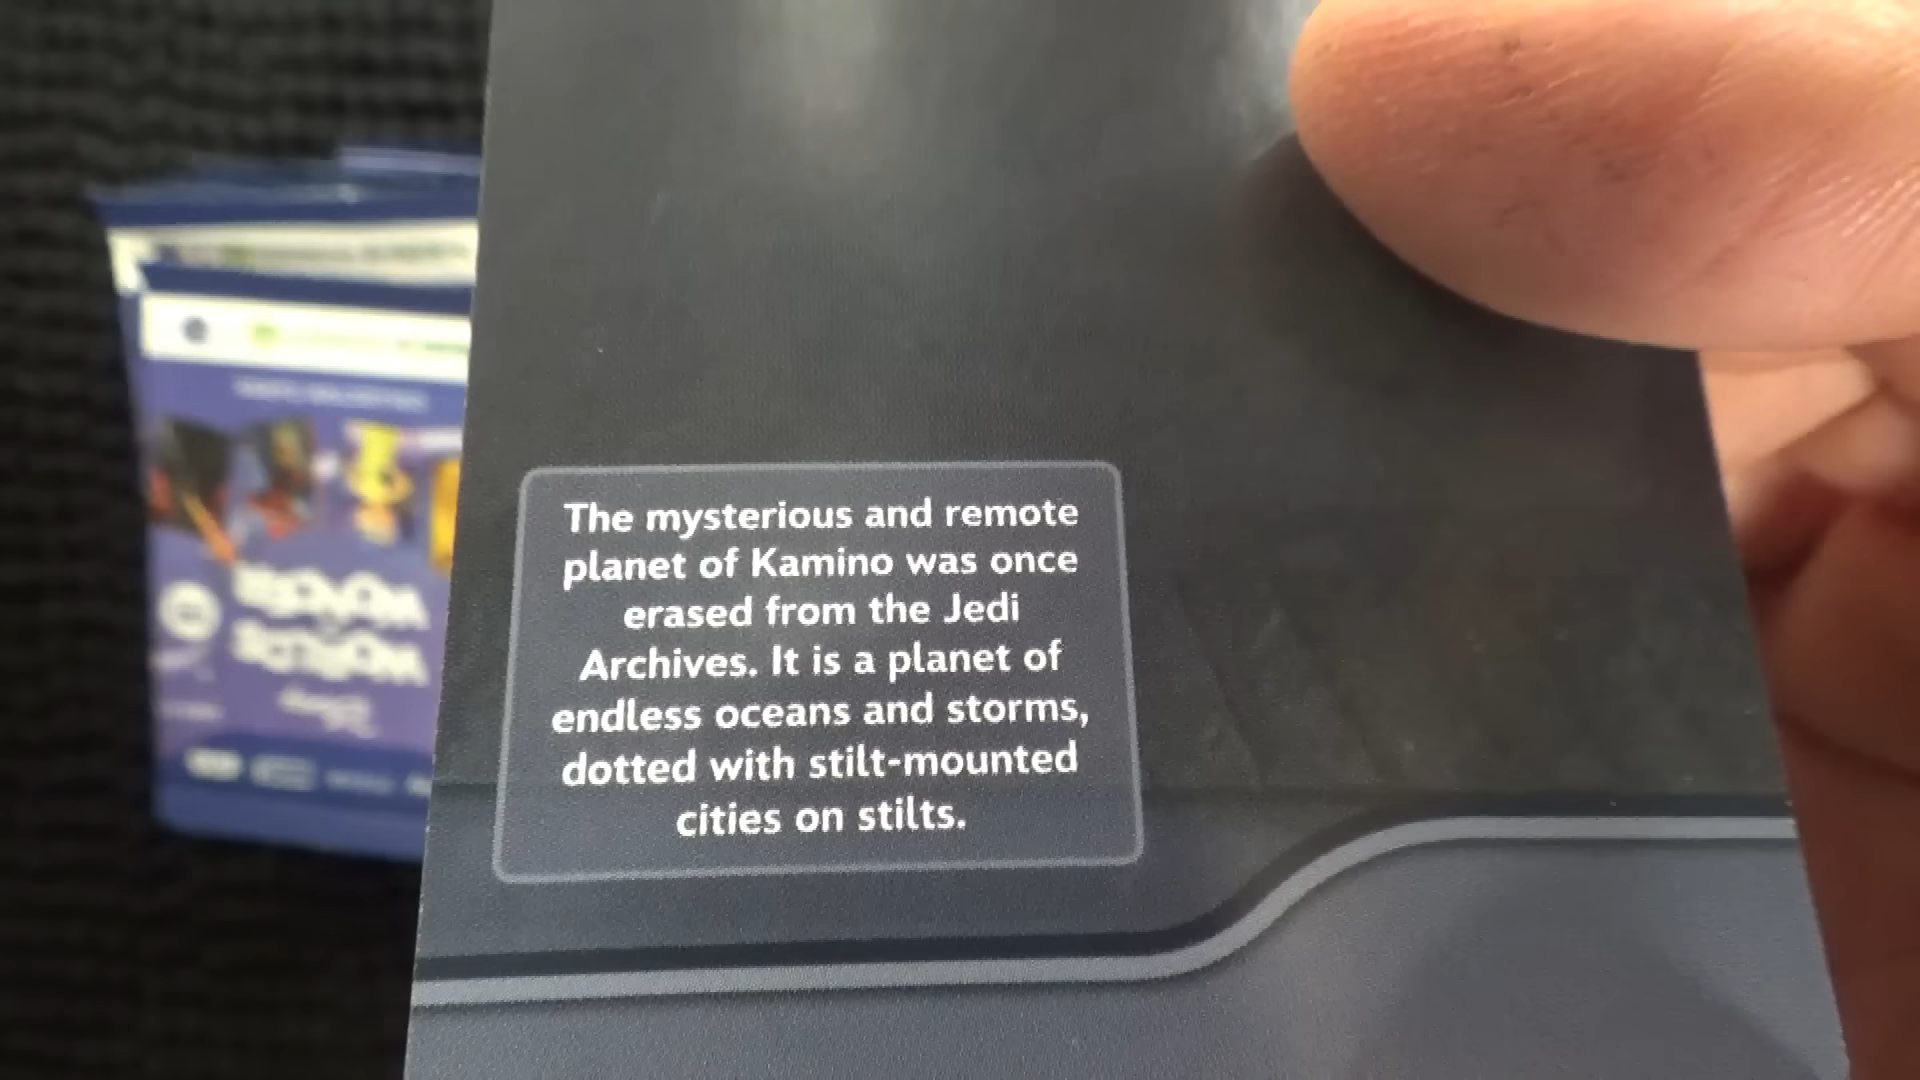 The mysterious and remote
planet of Kamino was once
erased from the Jedi
Archives. It is a planet of
endless oceans and storms,
dotted with stilt-mounted
cities on stilts.